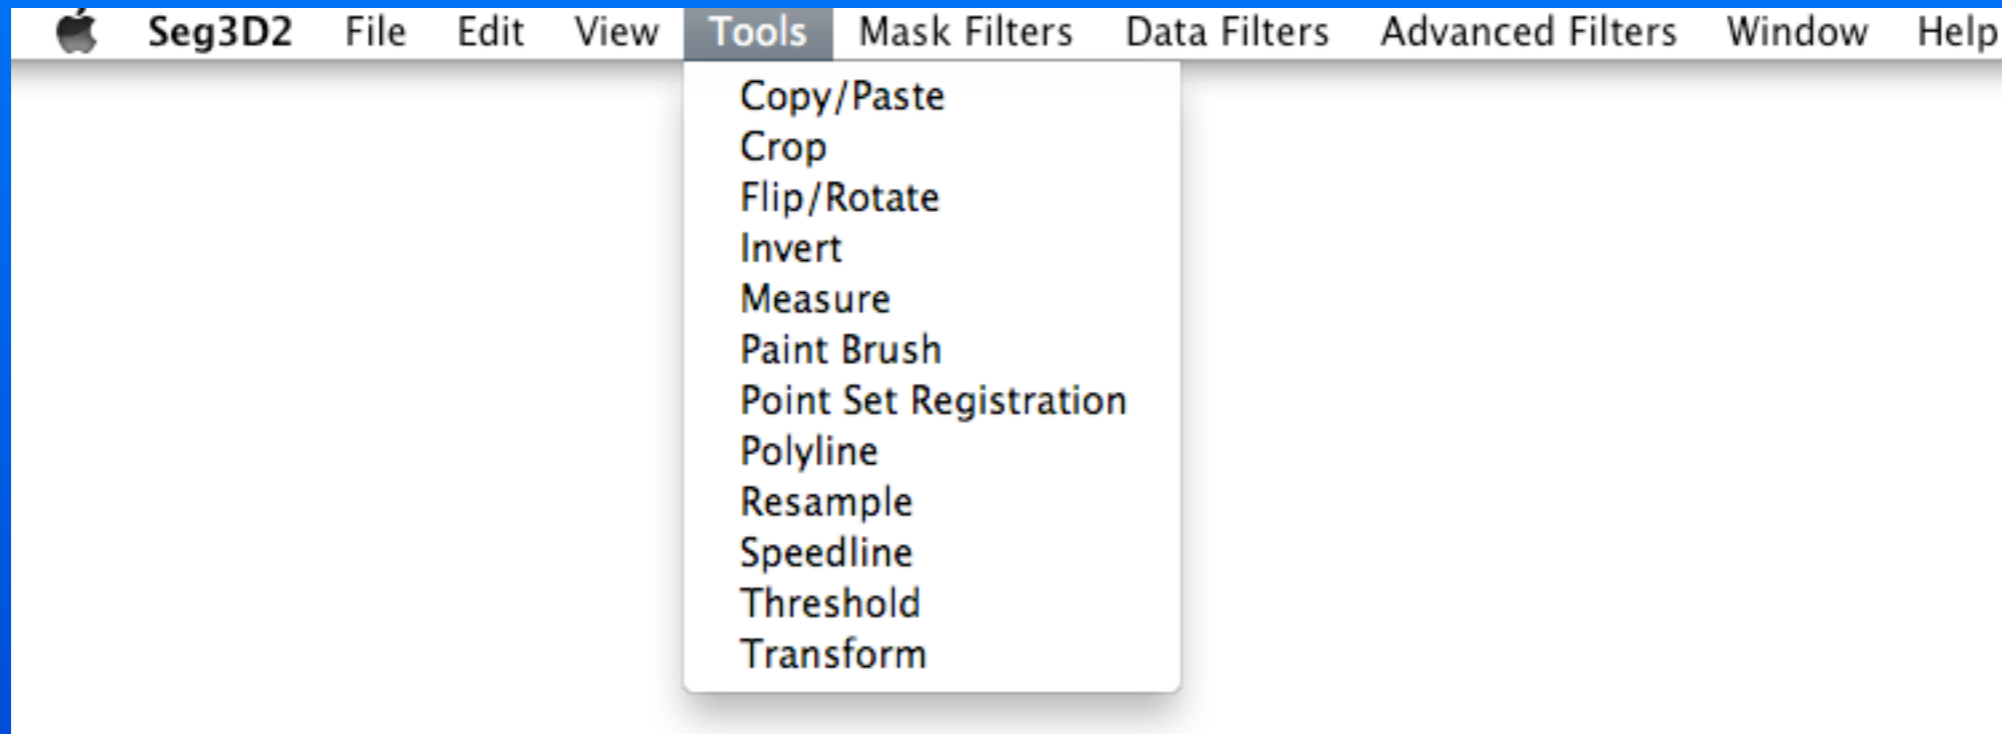 Seg3D2 File Edit View Tools Mask Filters Data Filters Advanced Filters Window Help
Copy/Paste
Crop
Flip/Rotate
Invert
Measure
Paint Brush
Point Set Registration
Polyline
Resample
Speedline
Threshold
Transform